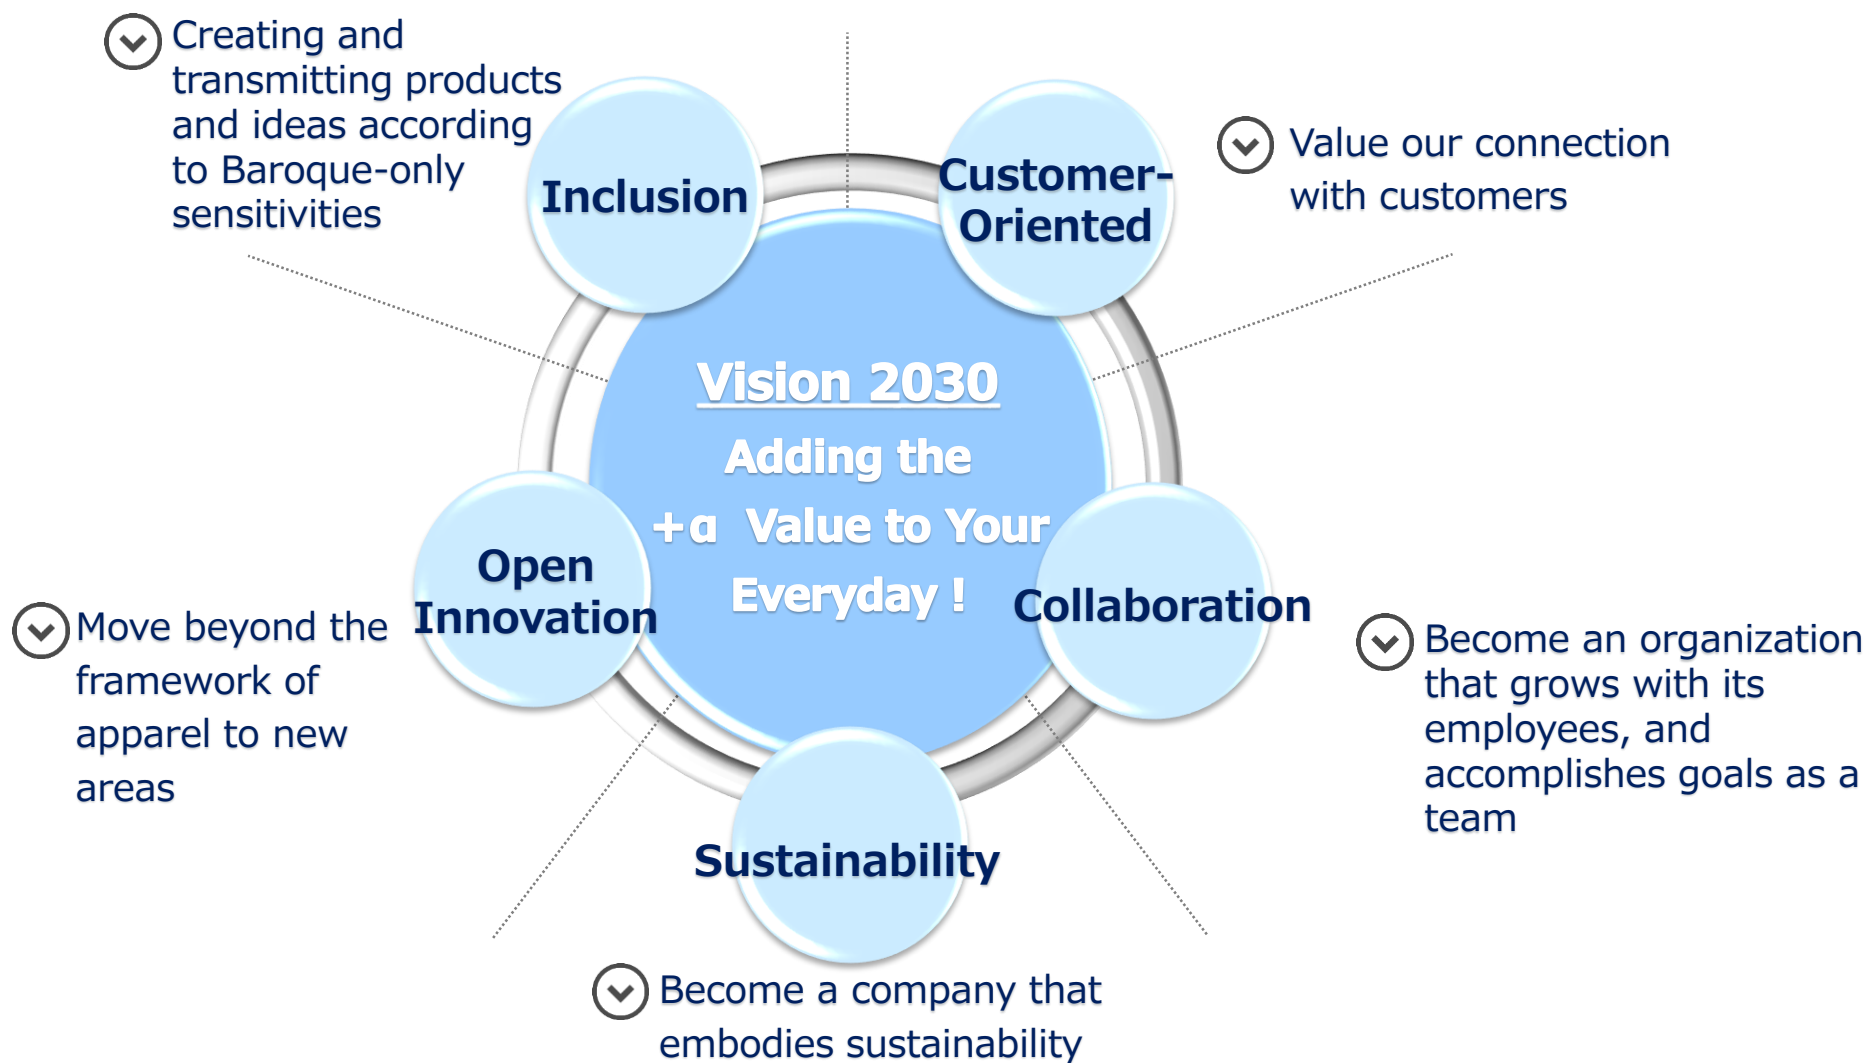 Creating and
transmitting products
and ideas according
to Baroque-only
sensitivities
Inclusion
Customer-
Oriented
Value our connection
with customers
Vision 2030
Adding the
+α Value to Your
Everyday !
Open
Innovation
Move beyond the
framework of
apparel to new
areas
Collaboration
Become an organization
that grows with its
employees, and
accomplishes goals as a
team
Sustainability
Become a company that
embodies sustainability